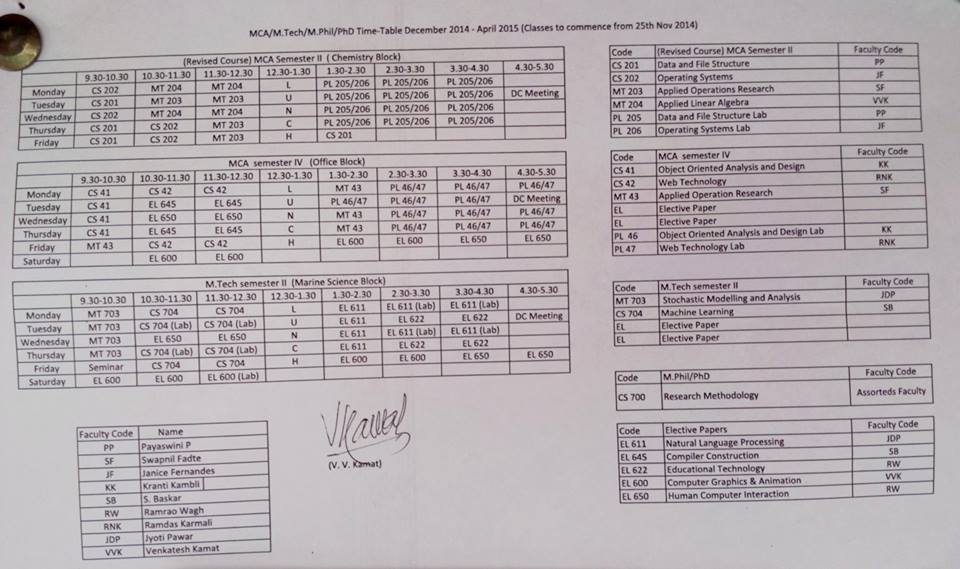 MCA/M.Tech/M.Phil/PhD Time-Table December 2014 - April 2015 (Classes to commence from 25th Nov 2014)
(Revised Course) MCA Semester II ( Chemistry Block)
9.30-10.30 10.30-11.30 11.30-12.30 12.30-1.30 1.30-2.30 2.30-3.30 3.30-4.30 4.30-5.30
Monday CS 202 MT 204 MT 204 L PL 205/206 PL 205/206 PL 205/206
Tuesday CS 201 MT 203 MT 203 U PL 205/206 PL 205/206 PL 205/206 DC Meeting
Wednesday CS 202 MT 204 MT 204 N PL 205/206 PL 205/206 PL 205/206
Thursday CS 201 CS 202 MT 203 C PL 205/206 PL 205/206 PL 205/206
Friday CS 201 CS 202 MT 203 H CS 201
MCA semester IV (Office Block)
9.30-10.30 10.30-11.30 11.30-12.30 12.30-1.30 1.30-2.30 2.30-3.30 3.30-4.30 4.30-5.30
Monday CS 41 CS 42 CS 42 L MT 43 PL 46/47 PL 46/47 PL 46/47
Tuesday CS 41 EL 645 EL 645 U PL 46/47 PL 46/47 PL 46/47 DC Meeting
Wednesday CS 41 EL 650 EL 650 N MT 43 PL 46/47 PL 46/47 PL 46/47
Thursday CS 41 EL 645 EL 645 C MT 43 PL 46/47 PL 46/47 PL 46/47
Friday MT 43 CS 42 CS 42 H EL 600 EL 600 EL 650 EL 650
Saturday EL 600 EL 600
M.Tech semester II (Marine Science Block)
9.30-10.30 10.30-11.30 11.30-12.30 12.30-1.30 1.30-2.30 2.30-3.30 3.30-4.30 4.30-5.30
Monday MT 703 CS 704 CS 704 L EL 611 EL 611 (Lab) EL 611 (Lab)
Tuesday MT 703 CS 704 (Lab) CS 704 (Lab) U EL 611 EL 622 EL 622 DC Meeting
Wednesday MT 703 EL 650 EL 650 N EL 611 EL 611 (Lab) EL 611 (Lab)
Thursday MT 703 CS 704 (Lab) CS 704 (Lab) C EL 611 EL 622 EL 622
Friday Seminar CS 704 CS 704 H EL 600 EL 600 EL 650 EL 650
Saturday EL 600 EL 600 EL 600 (Lab)
Faculty Code Name
PP Payaswini P
SF Swapnil Fadte
JF Janice Fernandes
KK Kranti Kambli
SB S. Baskar
RW Ramrao Wagh
RNK Ramdas Karmali
JDP Jyoti Pawar
VVK Venkatesh Kamat
(V. V. Kamat)
Code (Revised Course) MCA Semester II Faculty Code
CS 201 Data and File Structure PP
CS 202 Operating Systems JF
MT 203 Applied Operations Research SF
MT 204 Applied Linear Algebra VVK
PL 205 Data and File Structure Lab PP
PL 206 Operating Systems Lab JF
Code MCA semester IV Faculty Code
CS 41 Object Oriented Analysis and Design KK
CS 42 Web Technology RNK
MT 43 Applied Operation Research SF
EL Elective Paper
EL Elective Paper
PL 46 Object Oriented Analysis and Design Lab KK
PL 47 Web Technology Lab RNK
Code M.Tech semester II Faculty Code
MT 703 Stochastic Modelling and Analysis JDP
CS 704 Machine Learning SB
EL Elective Paper
EL Elective Paper
Code M.Phil/PhD Faculty Code
CS 700 Research Methodology Assorteds Faculty
Code Elective Papers Faculty Code
EL 611 Natural Language Processing JDP
EL 645 Compiler Construction SB
EL 622 Educational Technology RW
EL 600 Computer Graphics & Animation VVK
EL 650 Human Computer Interaction RW